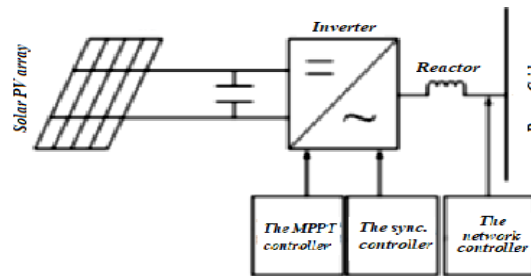 Inverter
Reactor
Solar PV array
The MPPT
controller
The sync.
controller
The
network
controller